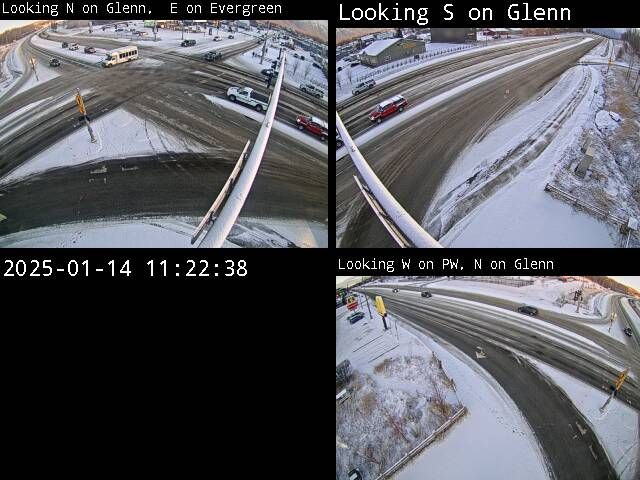 Looking N on Glenn,  E on Evergreen
Looking S on Glenn
2025-01-14 11:22:38
Looking W on PW, N on Glenn